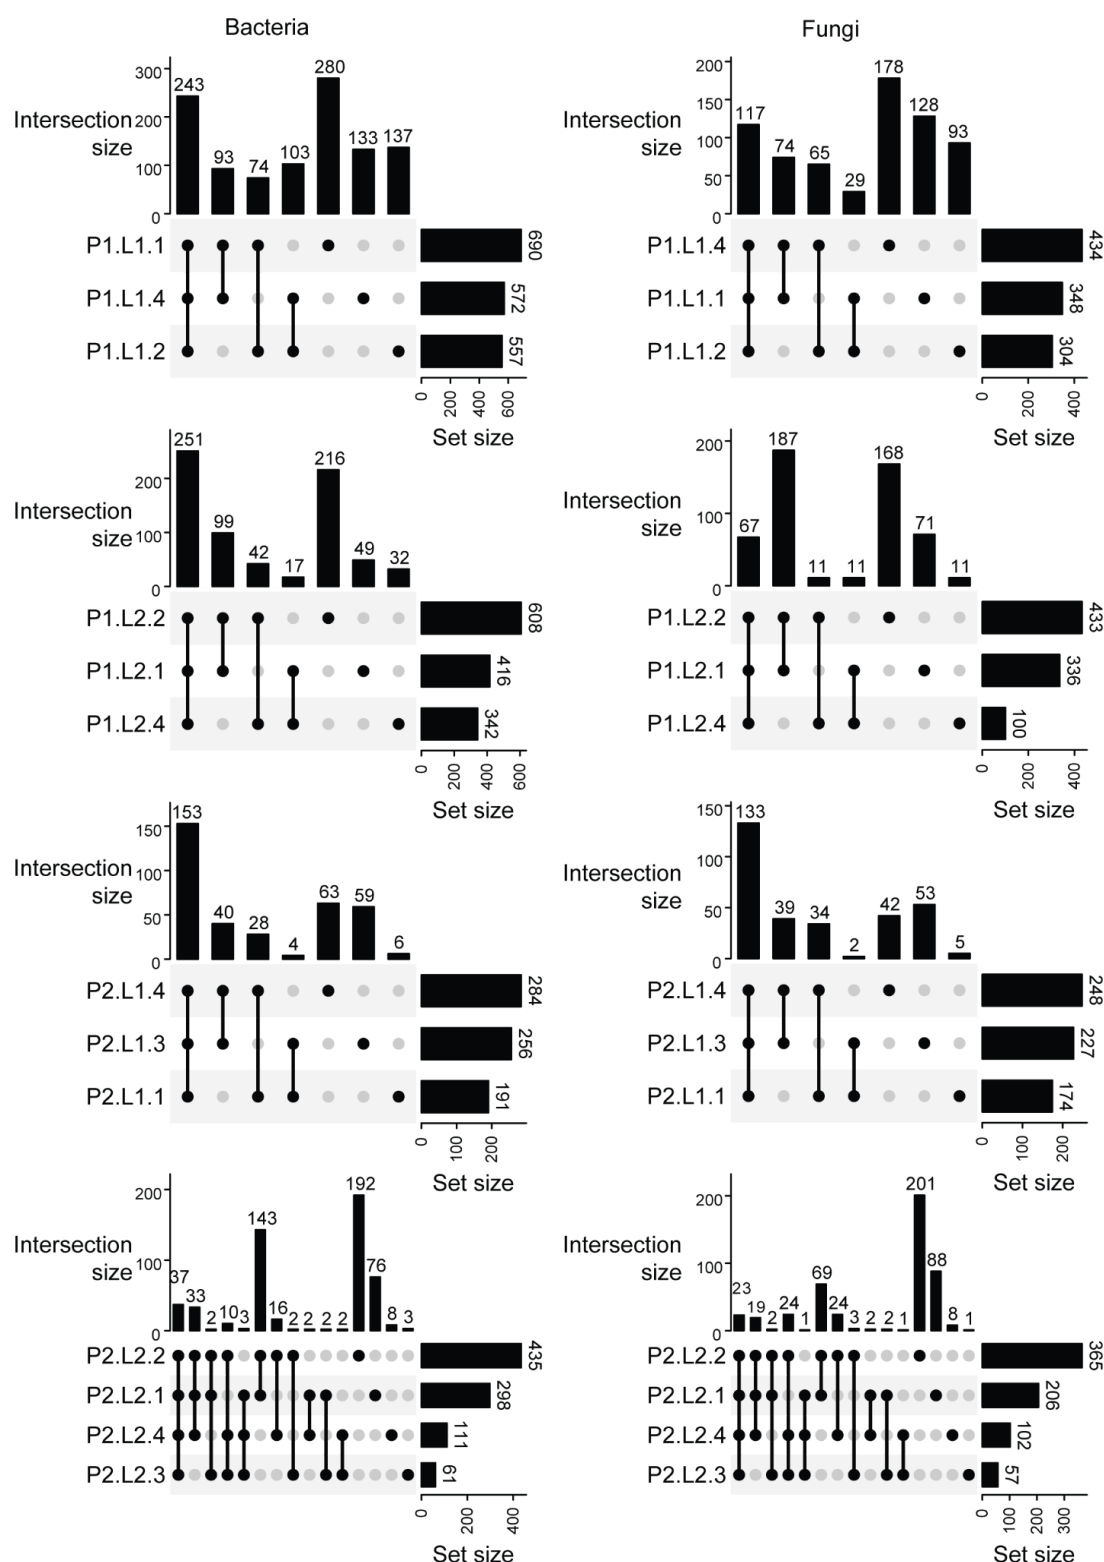 Bacteria
Fungi
300
200
100
0
Intersection
size
243
93
74
103
280
133
137
P1.L1.1
P1.L1.4
P1.L1.2
690
572
557
0
200
400
600
Set size
200
150
100
50
0
Intersection
size
117
74
65
29
178
128
93
P1.L1.4
P1.L1.1
P1.L1.2
434
348
304
0
200
400
Set size
200
100
0
Intersection
size
251
99
42
17
216
49
32
P1.L2.2
P1.L2.1
P1.L2.4
608
416
342
0
200
400
600
Set size
200
100
0
Intersection
size
67
187
11
11
168
71
11
P1.L2.2
P1.L2.1
P1.L2.4
433
336
100
0
200
400
Set size
150
100
50
0
Intersection
size
153
40
28
4
63
59
6
P2.L1.4
P2.L1.3
P2.L1.1
284
256
191
0
100
200
Set size
150
100
50
0
Intersection
size
133
39
34
2
42
53
5
P2.L1.4
P2.L1.3
P2.L1.1
248
227
174
0
100
200
Set size
200
100
0
Intersection
size
37
33
2
10
3
143
16
2
2
2
2
192
76
8
3
P2.L2.2
P2.L2.1
P2.L2.4
P2.L2.3
435
298
111
61
0
200
400
Set size
200
100
0
Intersection
size
23
19
2
24
1
69
24
3
2
2
1
201
88
8
1
P2.L2.2
P2.L2.1
P2.L2.4
P2.L2.3
365
206
102
57
0
100
200
300
Set size